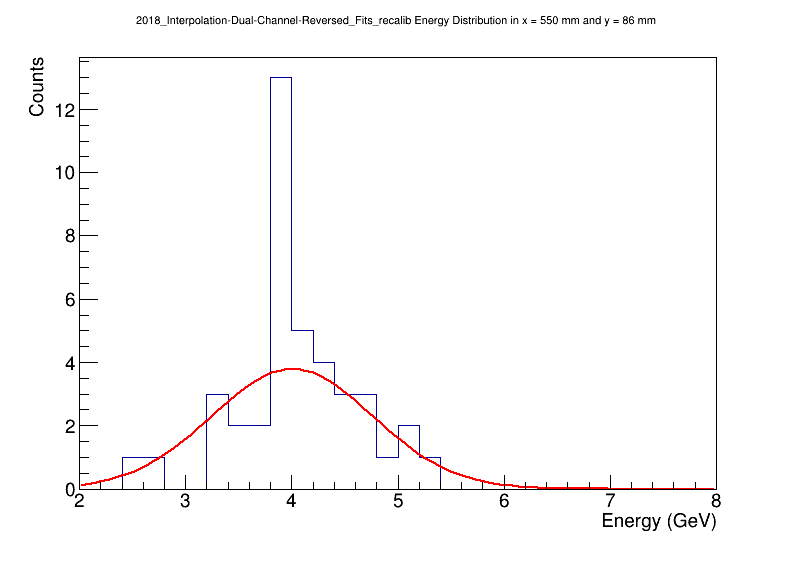 2018_Interpolation-Dual-Channel-Reversed_Fits_recalib Energy Distribution in x = 550 mm and y = 86 mm
Counts
12
10
8
6
4
2
0
2 3 4 5 6 7 8
Energy (GeV)